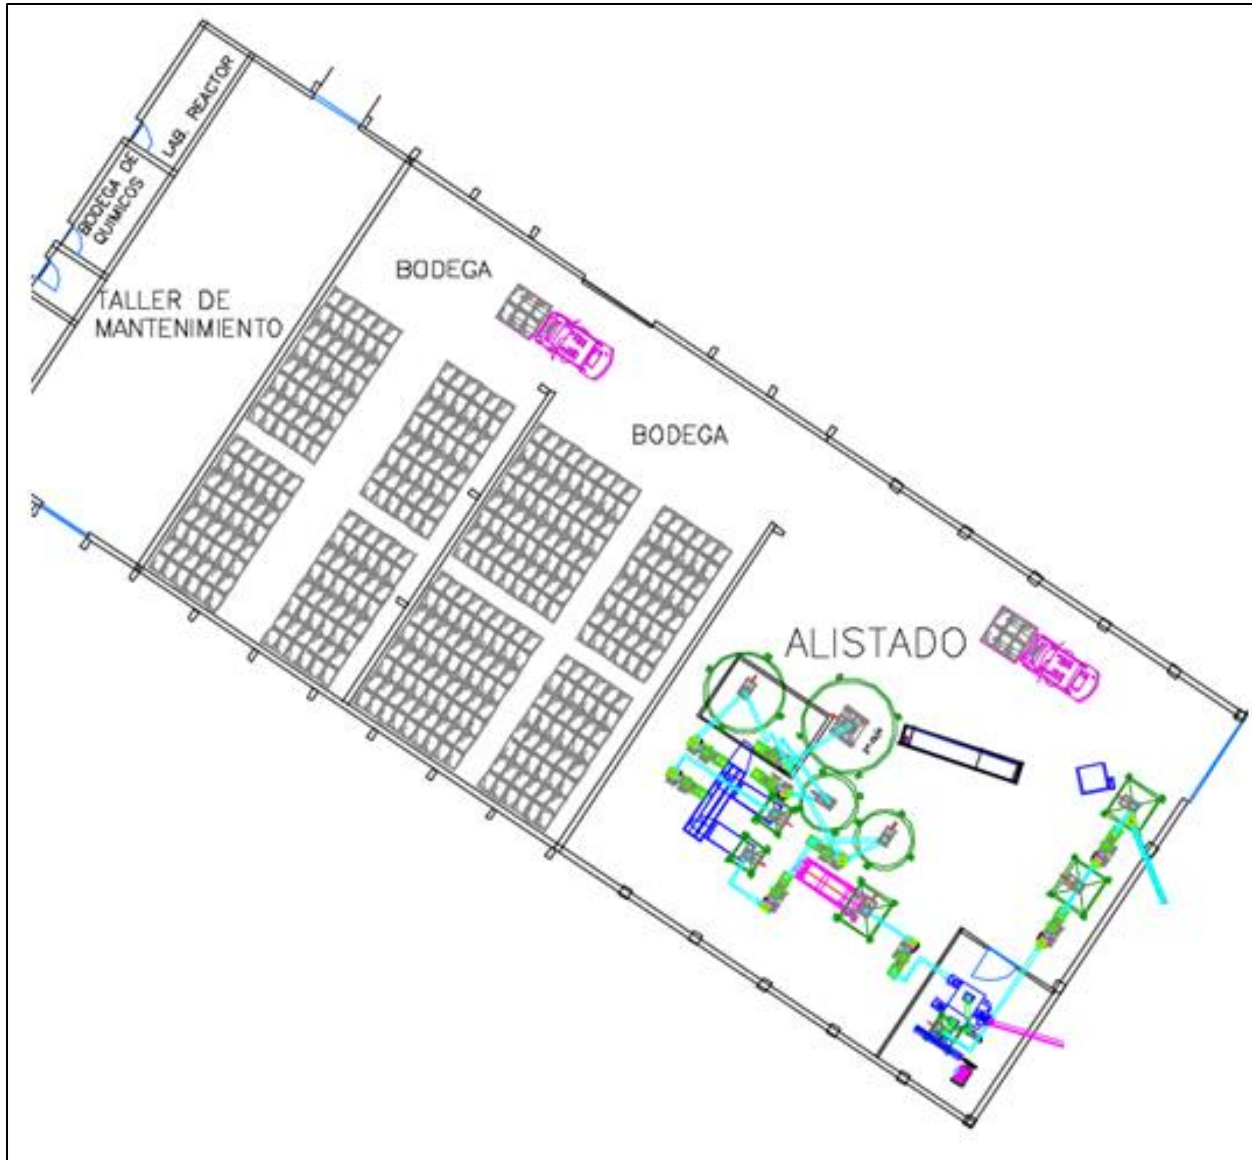 LAB. REACTOR
BODEGA DE
QUIMICOS
TALLER DE
MANTENIMIENTO
BODEGA
BODEGA
ALISTADO